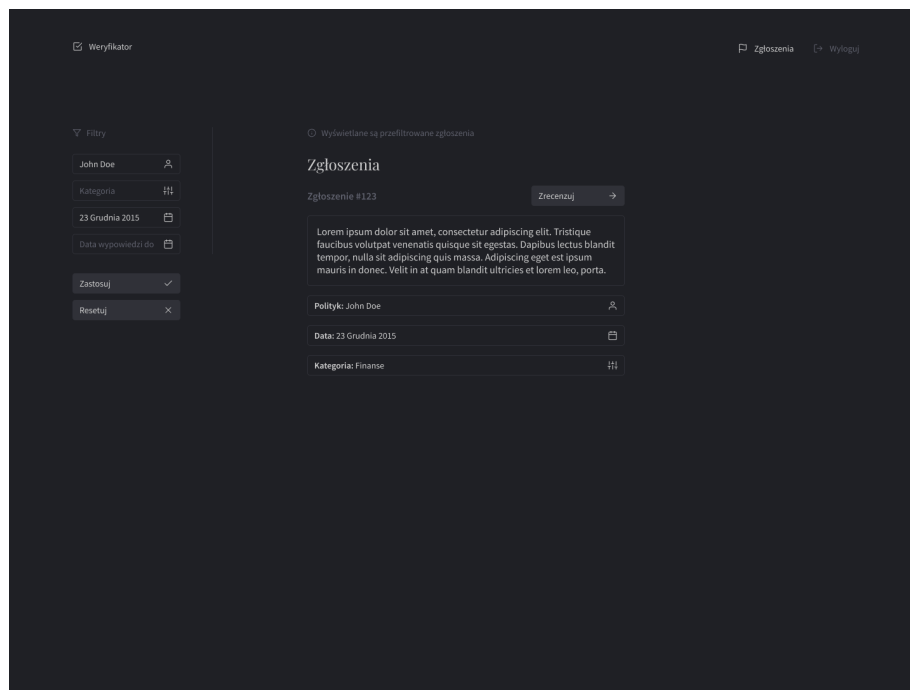 Weryfikator
Zgłoszenia
Wyloguj
Filtry
John Doe
Kategoria
23 Grudnia 2015
Data wypowiedzi do
Zastosuj
Resetuj
Wyświetlane są przefiltrowane zgłoszenia
Zgłoszenia
Zgłoszenie #123
Zrecenzuj
Lorem ipsum dolor sit amet, consectetur adipiscing elit. Tristique
faucibus volutpat venenatis quisque sit egestas. Dapibus lectus blandit
tempor, nulla sit adipiscing quis massa. Adipiscing eget est ipsum
mauris in donec. Velit in at quam blandit ultricies et lorem leo, porta.
Polityk: John Doe
Data: 23 Grudnia 2015
Kategoria: Finanse